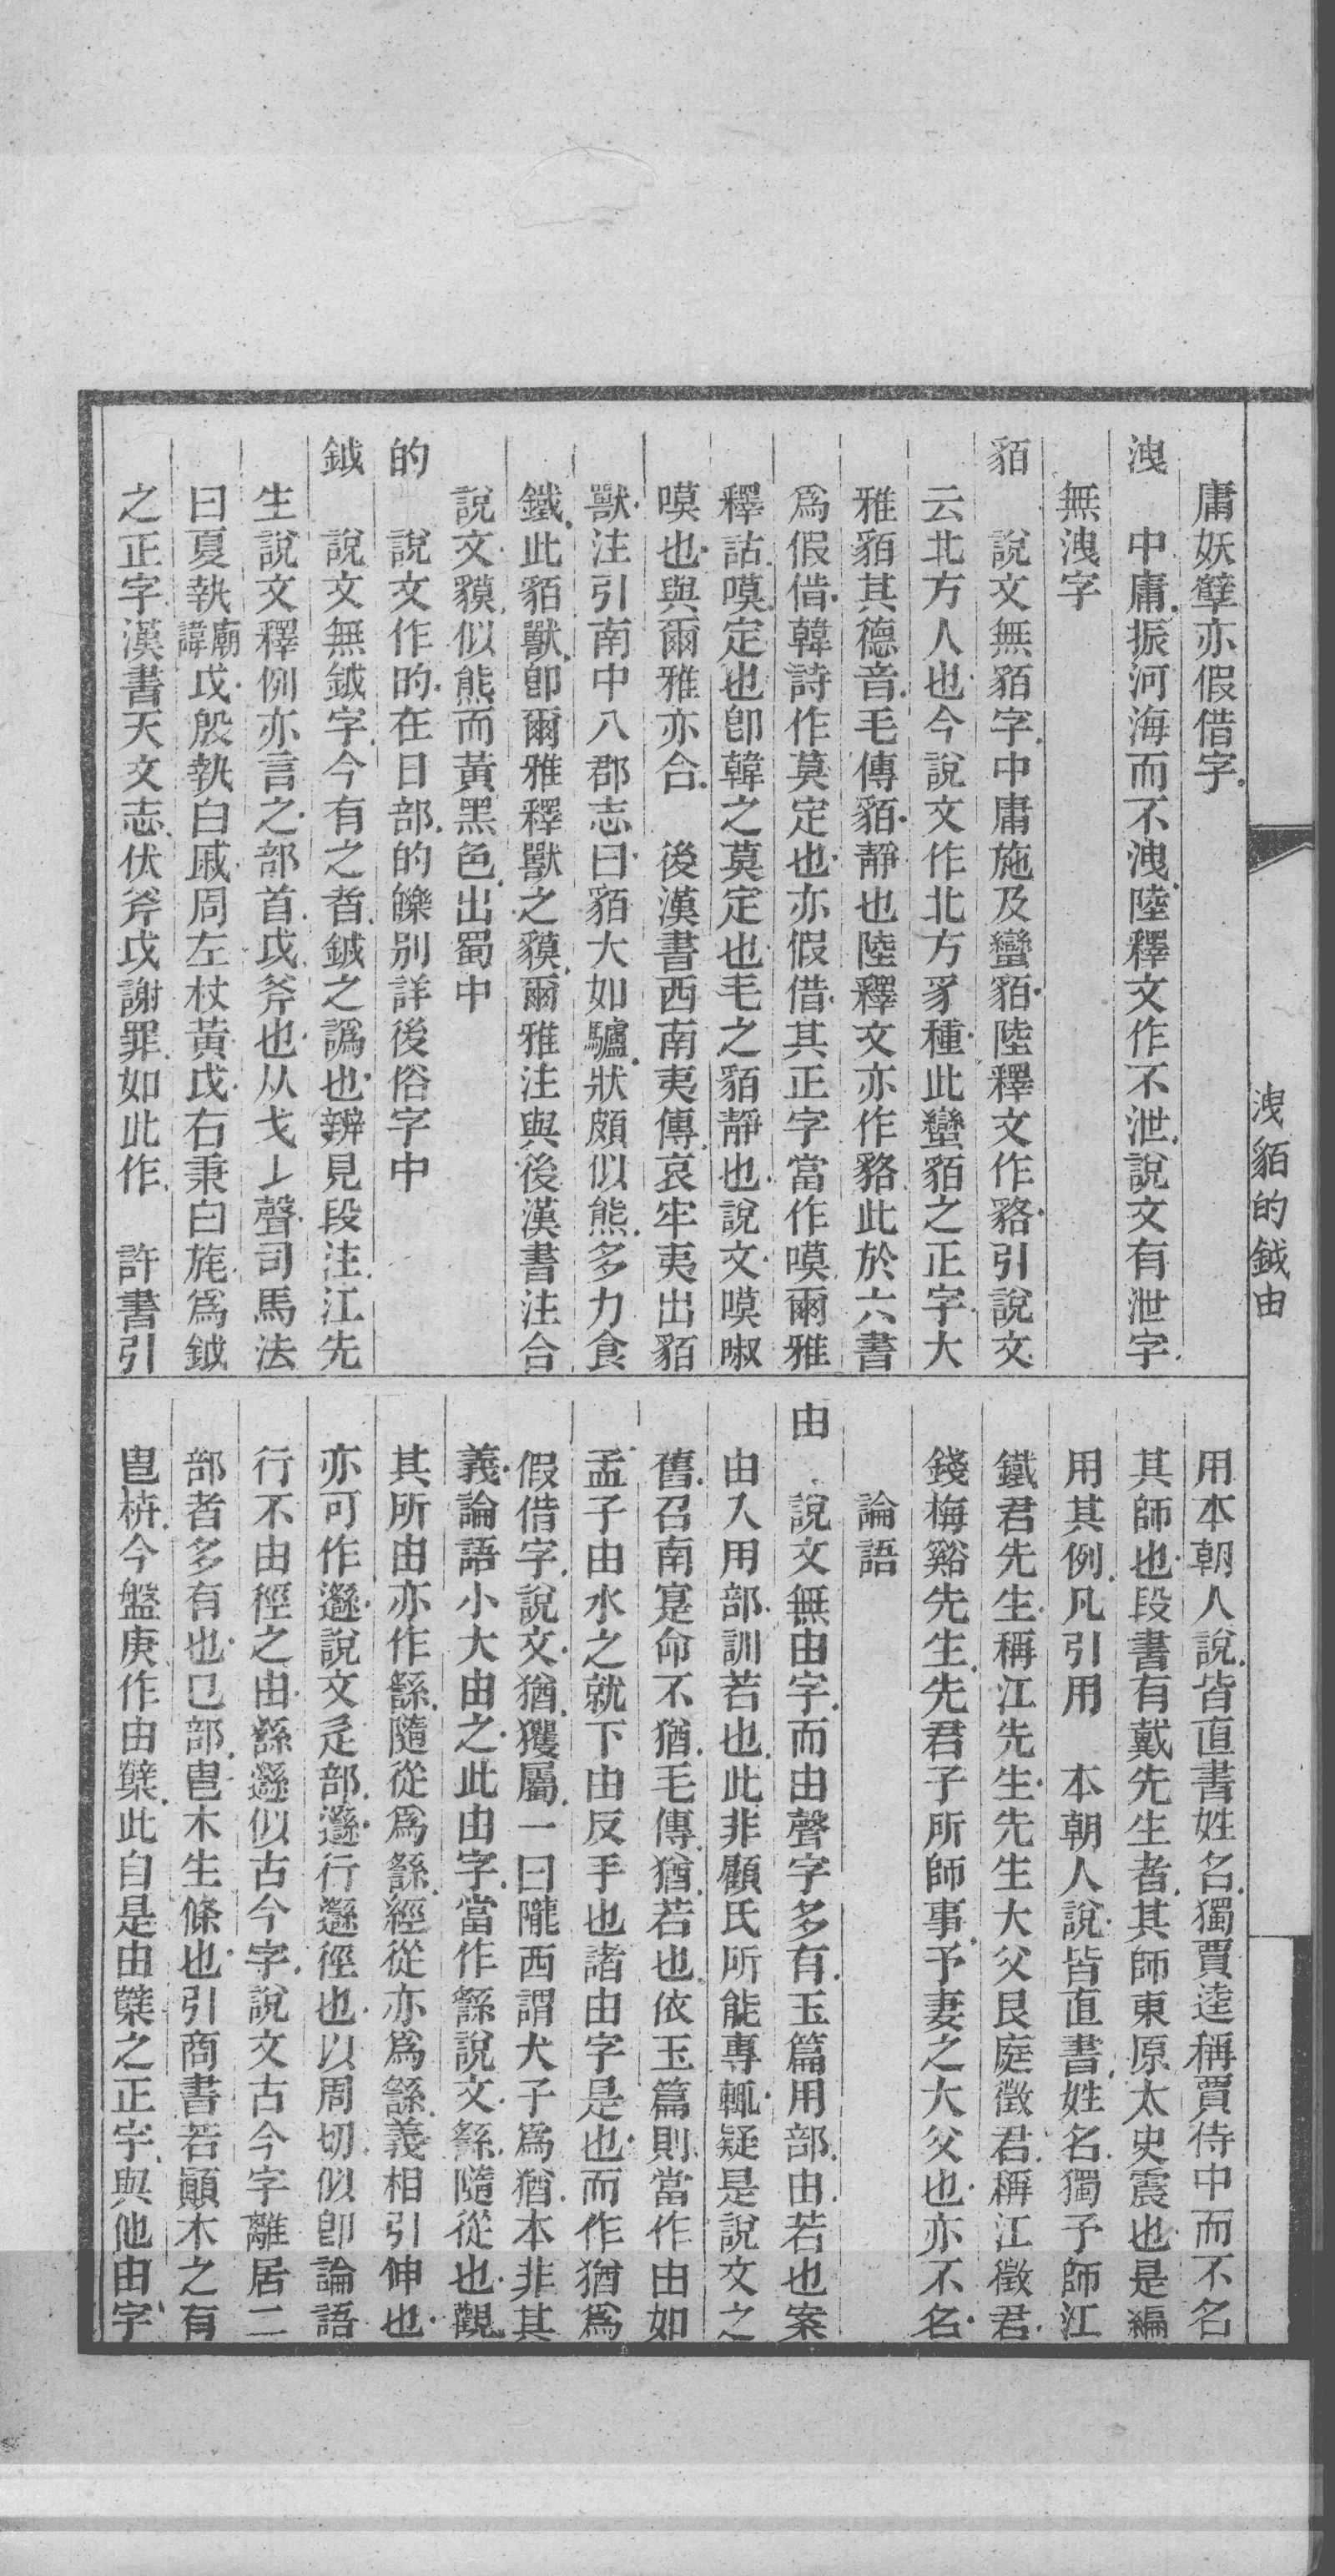 洩貊的鉞由
庸妖孼亦假借字
洩　中庸振河海而不洩陸釋文作不泄說文有泄字
無洩字
貊　說文無貊字中庸施及蠻貊陸釋文作貉引說文
云北方人也今說文作北方豸種此蠻貊之正字大
雅貊其德音毛傳貊靜也陸釋文亦作貉此於六書
爲假借韓詩作莫定也亦假借其正字當作嗼爾雅
釋詁嗼定也卽韓之莫定也毛之貊靜也說文嗼㖡
嗼也與爾雅亦合　後漢書西南夷傳哀牢夷出貊
獸注引南中八郡志曰貊大如驢狀頗似熊多力食
鐵此貊獸卽爾雅釋獸之貘爾雅注與後漢書注合
說文貘似熊而黃黑色出蜀中
的　說文作旳在日部的皪別詳後俗字中
鉞　說文無鉞字今有之者鉞之譌也辨見段注江先
生說文釋例亦言之部首戉斧也从戈𠄌聲司馬法
曰夏執廟諱戉殷執白戚周左杖黃戉右秉白旄爲鉞
之正字漢書天文志伏斧戉謝罪如此作　許書引
用本朝人說皆直書姓名獨賈逵稱賈侍中而不名
其師也段書有戴先生者其師東原太史震也是編
用其例凡引用　本朝人說皆直書姓名獨予師江
鐵君先生稱江先生先生大父艮庭徵君稱江徵君
錢梅谿先生先君子所師事予妻之大父也亦不名
論語
由　說文無由字而由聲字多有玉篇用部由若也案
由入用部訓若也此非顧氏所能專輒疑是說文之
舊召南寔命不猶毛傳猶若也依玉篇則當作由如
孟子由水之就下由反手也諸由字是也而作猶爲
假借字說文猶玃屬一曰隴西謂犬子爲猶本非其
義論語小大由之此由字當作繇說文繇隨從也觀
其所由亦作繇隨從爲繇經從亦爲繇義相引伸也
亦可作邎說文辵部邎行邎徑也以周切似卽論語
行不由徑之由繇邎似古今字說文古今字離居二
部者多有也㔾部㽕木生條也引商書若顚木之有
㽕枿今盤庚作由櫱此自是由櫱之正字與他由字